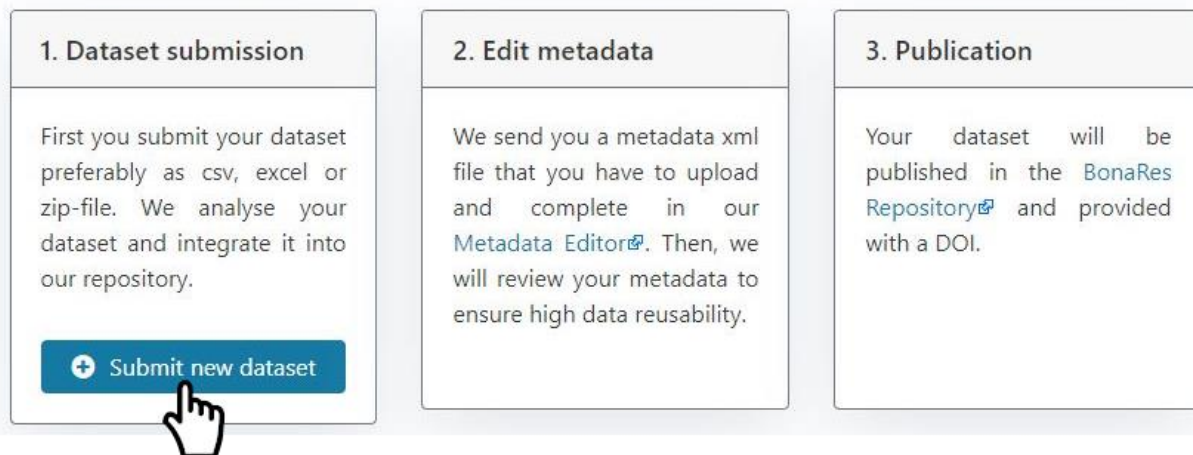 1. Dataset submission
First you submit your dataset
preferably as csv, excel or
zip-file. We analyse your
dataset and integrate it into
our repository.
Submit new dataset
2. Edit metadata
We send you a metadata xml
file that you have to upload
and complete in our
Metadata Editor. Then, we
will review your metadata to
ensure high data reusability.
3. Publication
Your dataset will be
published in the BonaRes
Repository and provided
with a DOI.